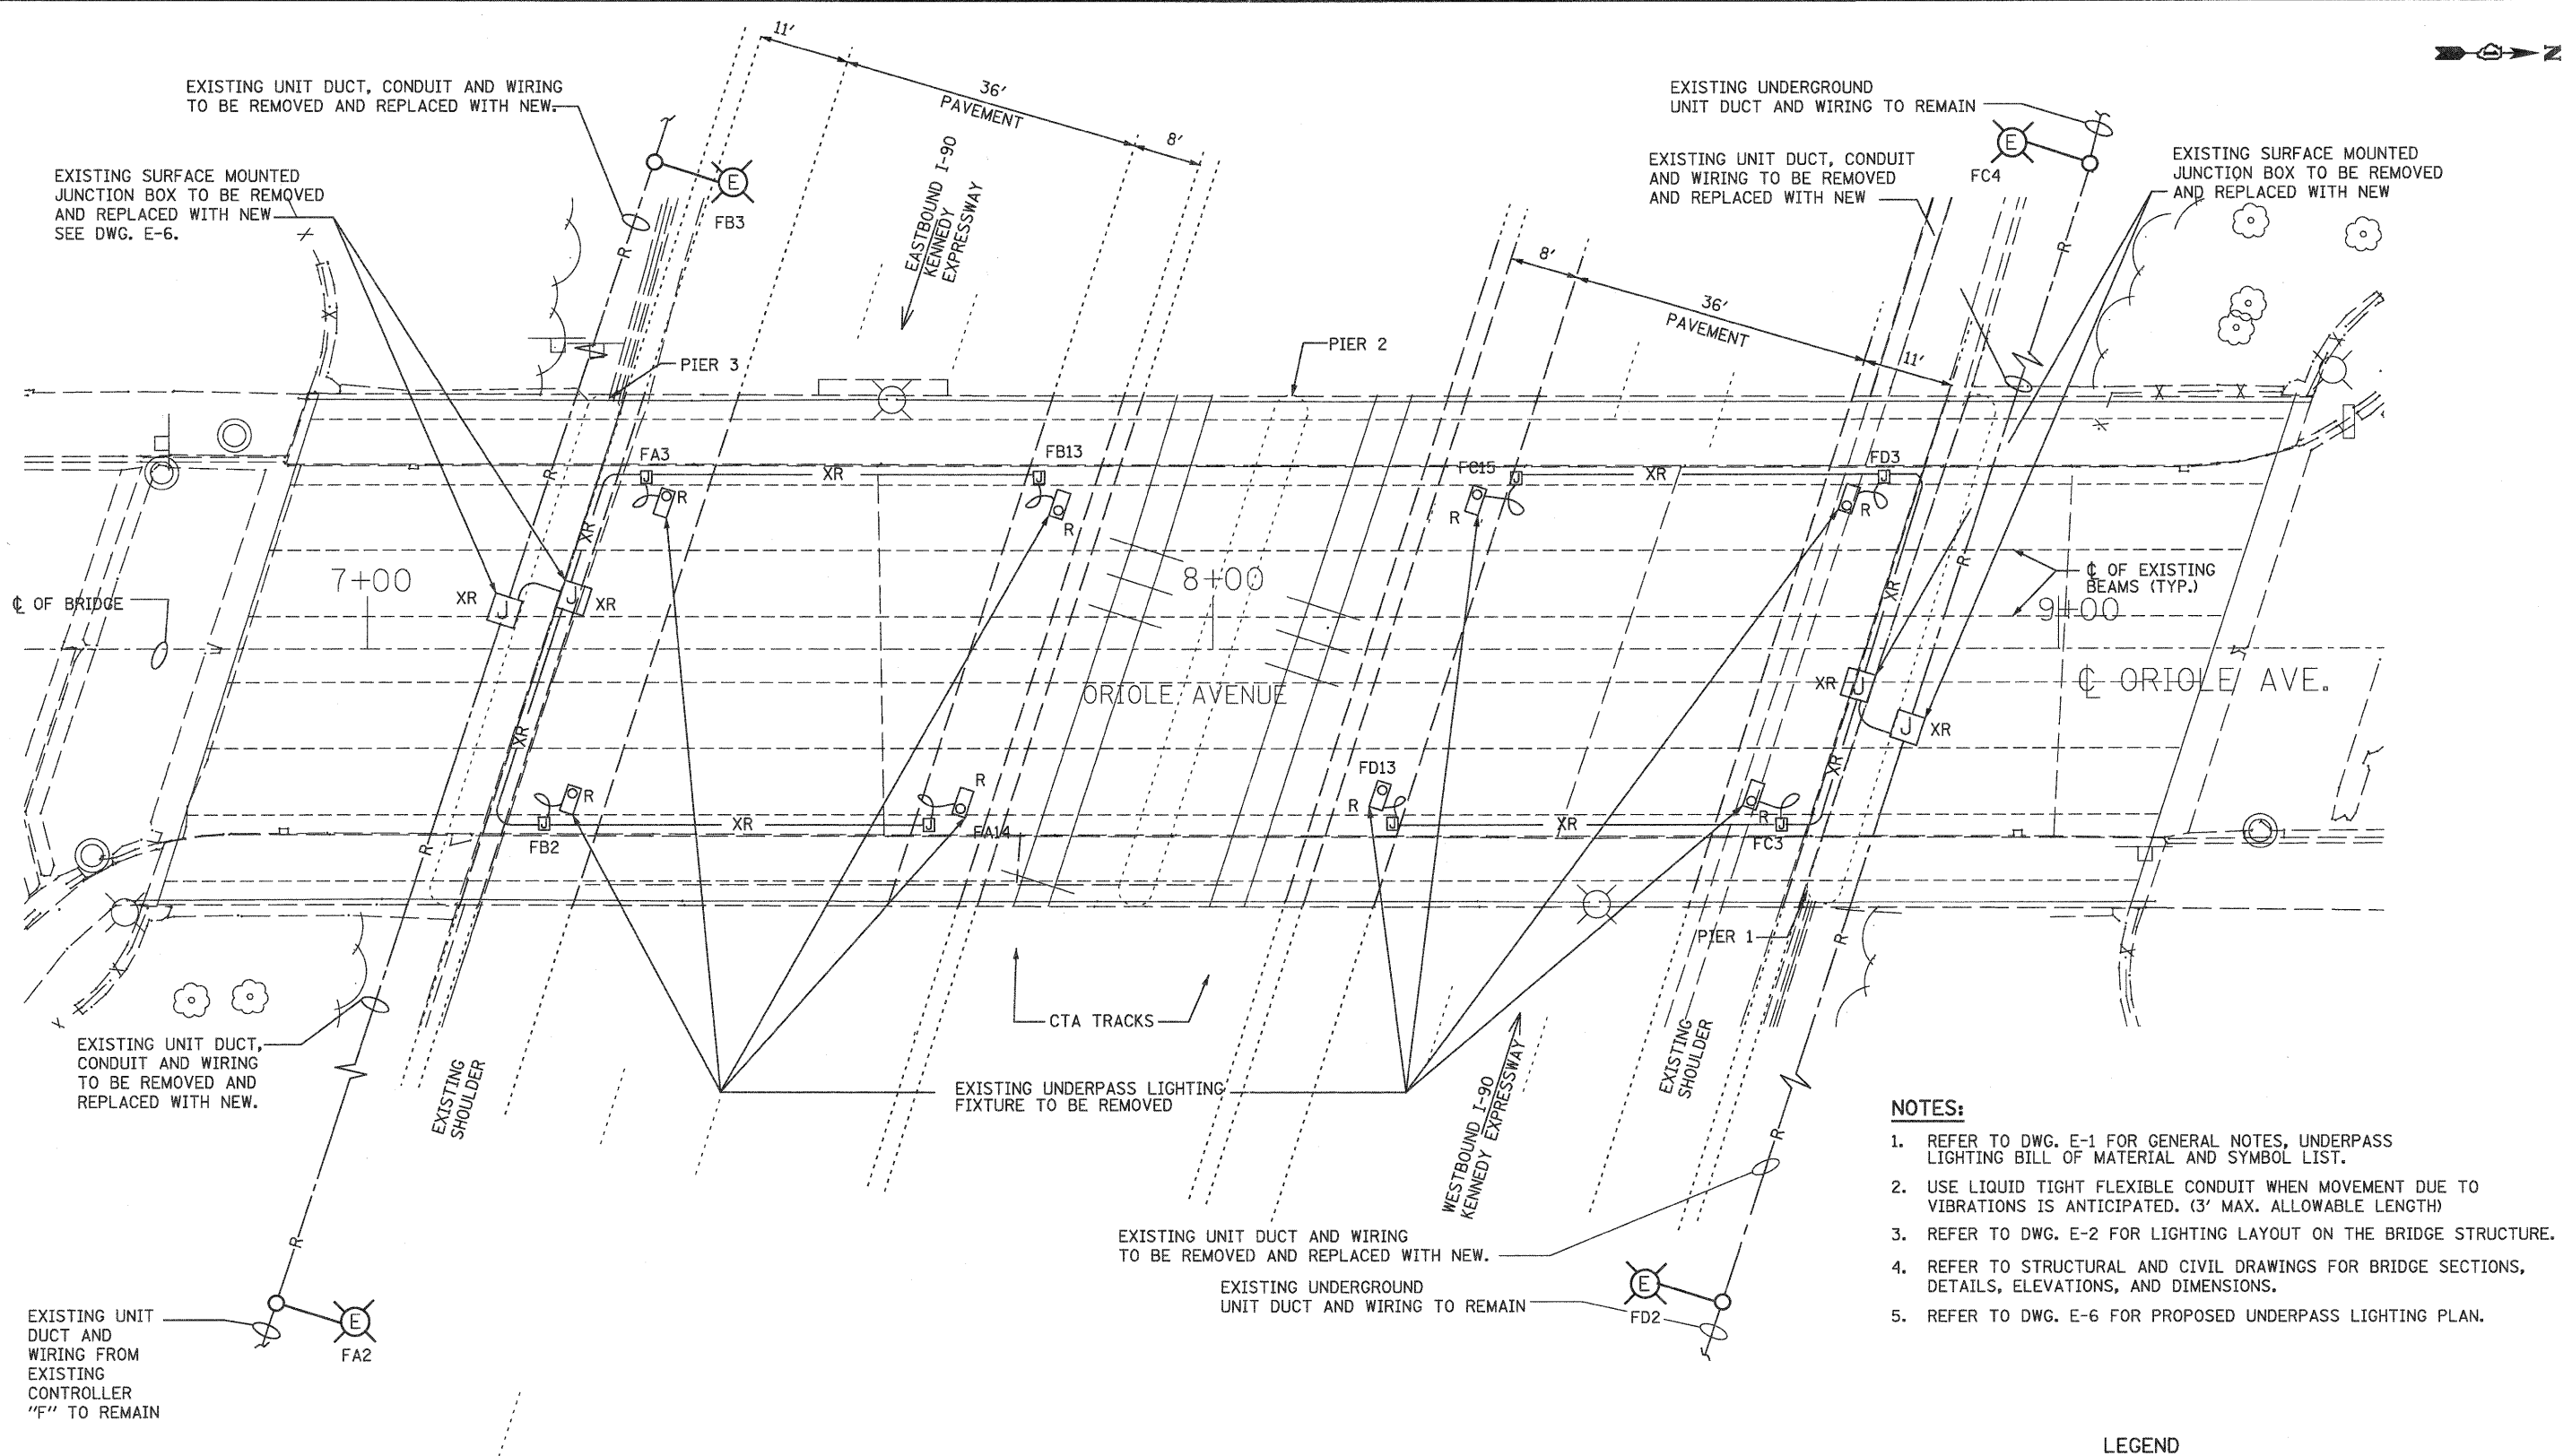 11'
36'
PAVEMENT
8'
N
EXISTING UNIT DUCT, CONDUIT AND WIRING
TO BE REMOVED AND REPLACED WITH NEW.
EXISTING SURFACE MOUNTED
JUNCTION BOX TO BE REMOVED
AND REPLACED WITH NEW
SEE DWG. E-6.
E
FB3
EASTBOUND I-90
KENNEDY
EXPRESSWAY
EXISTING UNDERGROUND
UNIT DUCT AND WIRING TO REMAIN
EXISTING UNIT DUCT, CONDUIT
AND WIRING TO BE REMOVED
AND REPLACED WITH NEW
E
FC4
EXISTING SURFACE MOUNTED
JUNCTION BOX TO BE REMOVED
AND REPLACED WITH NEW
R
R
8'
36'
PAVEMENT
11'
PIER 3
PIER 2
X
X
X
X
X
FA3
XR
FB13
FC15
XR
FD3
R
J
J
J
J
R
R
R
R
R
XR
7+00
8+00
9+00
XR
J
J
XR
XR
℄ OF BRIDGE
℄ OF EXISTING
BEAMS (TYP.)
ORIOLE AVENUE
℄ ORIOLE AVE.
XR
J
J
XR
XR
XR
R
R
FD13
R
R
J
XR
J
FA14
J
XR
J
FB2
FC3
R
R
PIER 1
X
X
X
CTA TRACKS
EXISTING UNIT DUCT,
CONDUIT AND WIRING
TO BE REMOVED AND
REPLACED WITH NEW.
EXISTING
SHOULDER
EXISTING UNDERPASS LIGHTING
FIXTURE TO BE REMOVED
WESTBOUND I-90
KENNEDY EXPRESSWAY
EXISTING
SHOULDER
R
R
EXISTING UNIT DUCT AND WIRING
TO BE REMOVED AND REPLACED WITH NEW.
EXISTING UNDERGROUND
UNIT DUCT AND WIRING TO REMAIN
E
FD2
EXISTING UNIT
DUCT AND
WIRING FROM
EXISTING
CONTROLLER
"F" TO REMAIN
E
FA2
NOTES:
1. REFER TO DWG. E-1 FOR GENERAL NOTES, UNDERPASS
LIGHTING BILL OF MATERIAL AND SYMBOL LIST.
2. USE LIQUID TIGHT FLEXIBLE CONDUIT WHEN MOVEMENT DUE TO
VIBRATIONS IS ANTICIPATED. (3' MAX. ALLOWABLE LENGTH)
3. REFER TO DWG. E-2 FOR LIGHTING LAYOUT ON THE BRIDGE STRUCTURE.
4. REFER TO STRUCTURAL AND CIVIL DRAWINGS FOR BRIDGE SECTIONS,
DETAILS, ELEVATIONS, AND DIMENSIONS.
5. REFER TO DWG. E-6 FOR PROPOSED UNDERPASS LIGHTING PLAN.
LEGEND